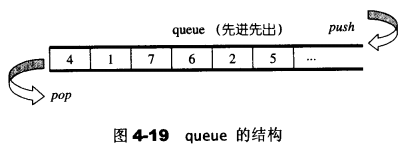 queue （先进先出） push
4 1 7 6 2 5 ...
pop
图 4-19 queue 的结构